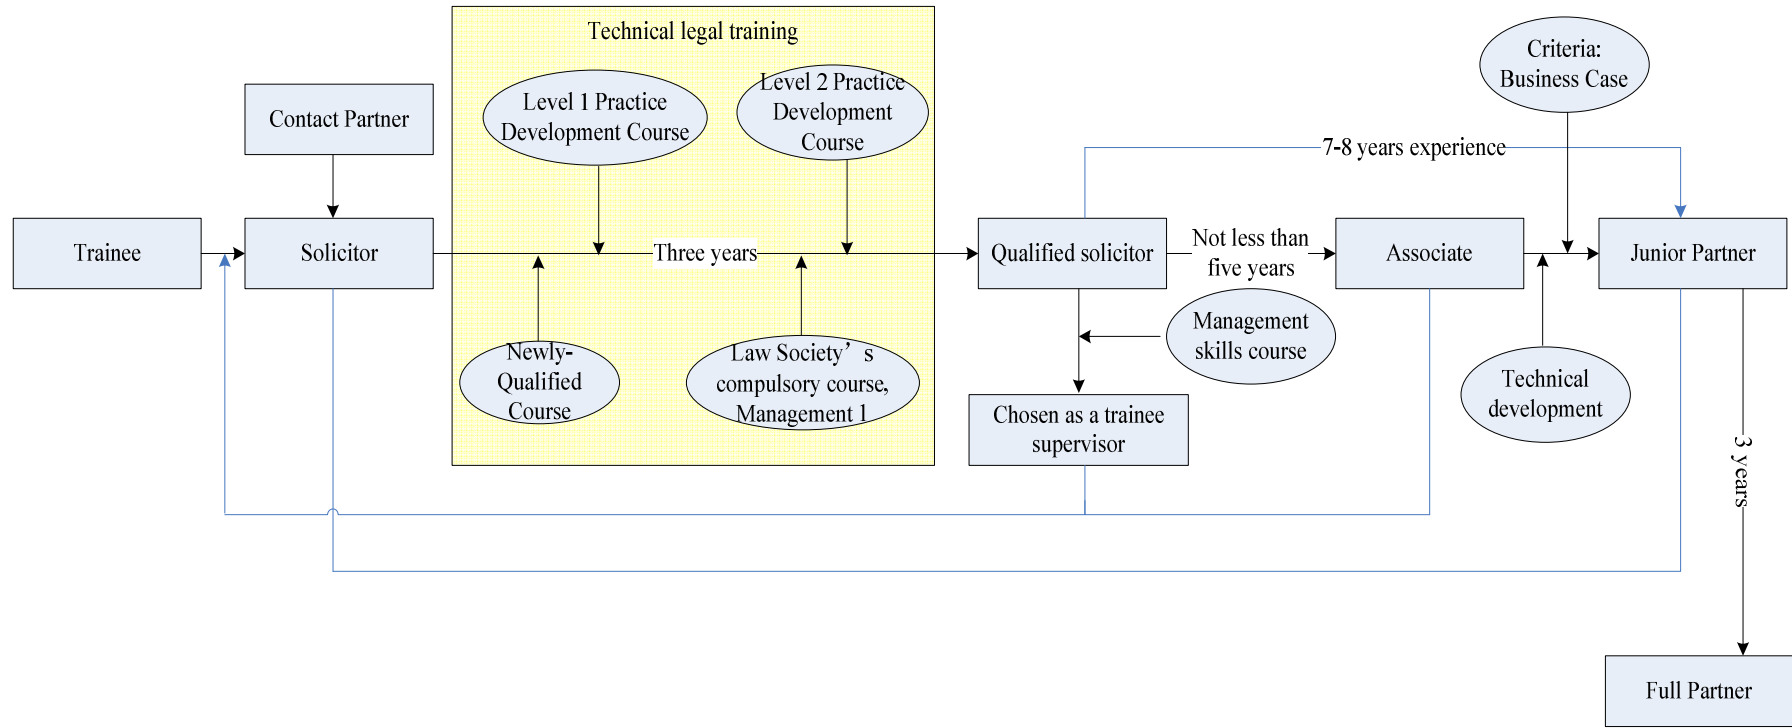 Technical legal training
Criteria:
Business Case
Contact Partner
Level 1 Practice
Development Course
Level 2 Practice
Development
Course
7-8 years experience
Trainee
Solicitor
Three years
Qualified solicitor
Not less than
five years
Associate
Junior Partner
Newly-
Qualified
Course
Law Society’s
compulsory course,
Management 1
Management
skills course
Technical
development
Chosen as a trainee
supervisor
3 years
Full Partner